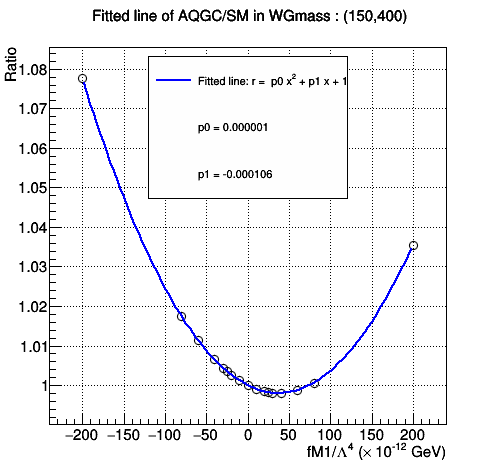 Fitted line of AQGC/SM in WGmass : (150,400)
Ratio
1.08
1.07
1.06
1.05
1.04
1.03
1.02
1.01
1
Fitted line: r = p0 x² + p1 x + 1
p0 = 0.000001
p1 = -0.000106
−200 −150 −100 −50 0 50 100 150 200
fM1/Λ⁴ (× 10⁻¹² GeV)